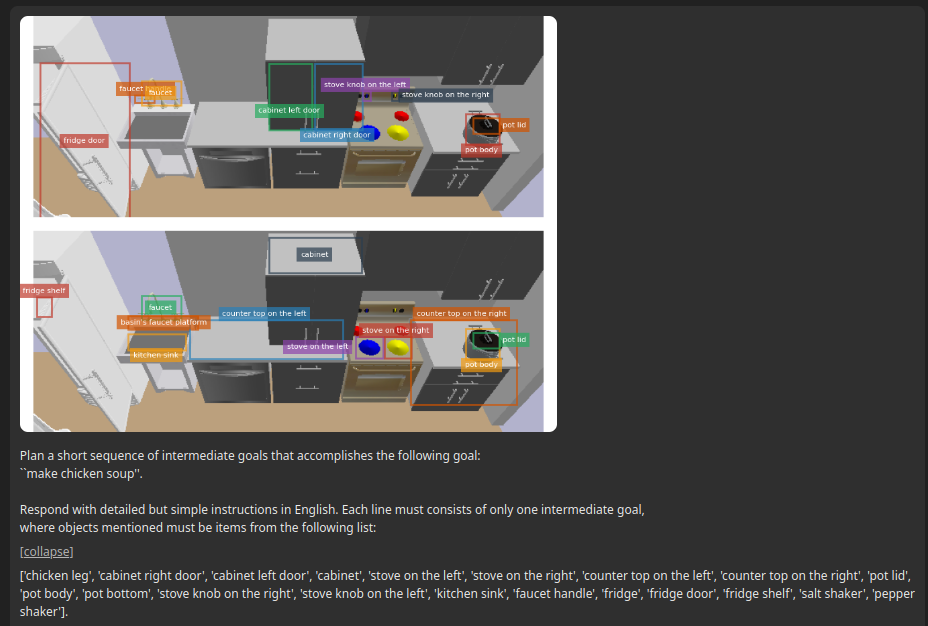 stove knob on the left
faucet handle
faucet
stove knob on the right
cabinet left door
pot lid
cabinet right door
fridge door
pot body
cabinet
fridge shelf
faucet
counter top on the left
counter top on the right
basin's faucet platform
stove on the right
pot lid
stove on the left
kitchen sink
pot body
Plan a short sequence of intermediate goals that accomplishes the following goal:
``make chicken soup''.
Respond with detailed but simple instructions in English. Each line must consists of only one intermediate goal,
where objects mentioned must be items from the following list:
[collapse]
['chicken leg', 'cabinet right door', 'cabinet left door', 'cabinet', 'stove on the left', 'stove on the right', 'counter top on the left', 'counter top on the right', 'pot lid',
'pot body', 'pot bottom', 'stove knob on the right', 'stove knob on the left', 'kitchen sink', 'faucet handle', 'fridge', 'fridge door', 'fridge shelf', 'salt shaker', 'pepper
shaker'].